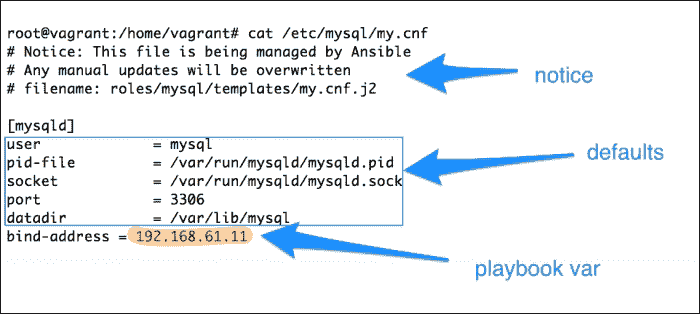 root@vagrant:/home/vagrant# cat /etc/mysql/my.cnf
# Notice: This file is being managed by Ansible
# Any manual updates will be overwritten
# filename: roles/mysql/templates/my.cnf.j2
notice
[mysqld]
user = mysql
pid-file = /var/run/mysqld/mysqld.pid
socket = /var/run/mysqld/mysqld.sock
port = 3306
datadir = /var/lib/mysql
defaults
bind-address = 192.168.61.11
playbook var